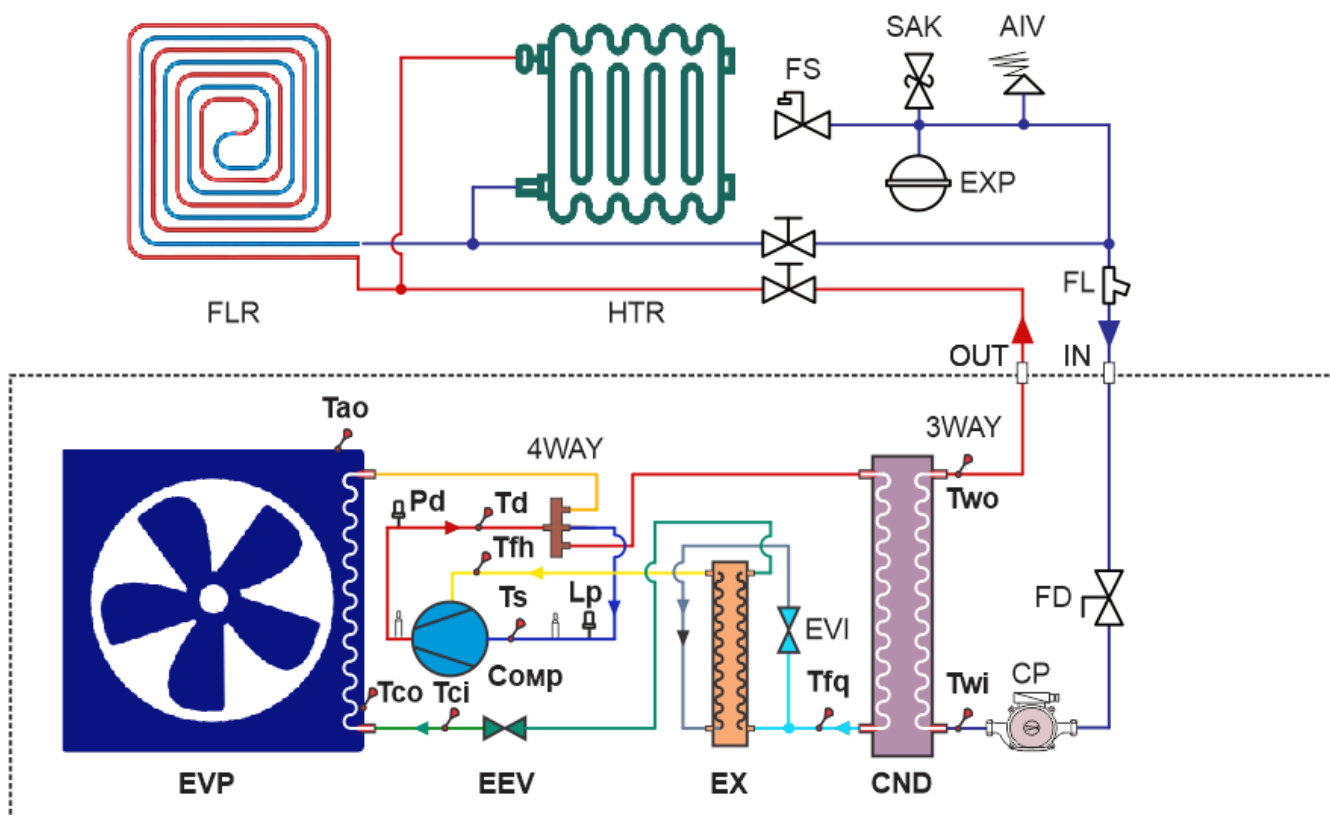 SAK
AIV
FS
EXP
FL
FLR
HTR
OUT
IN
Tao
4WAY
3WAY
Pd
Td
Two
Tfh
Ts
Lp
FD
EVI
Comp
Tco
Tci
Tfq
Twi
CP
EVP
EEV
EX
CND